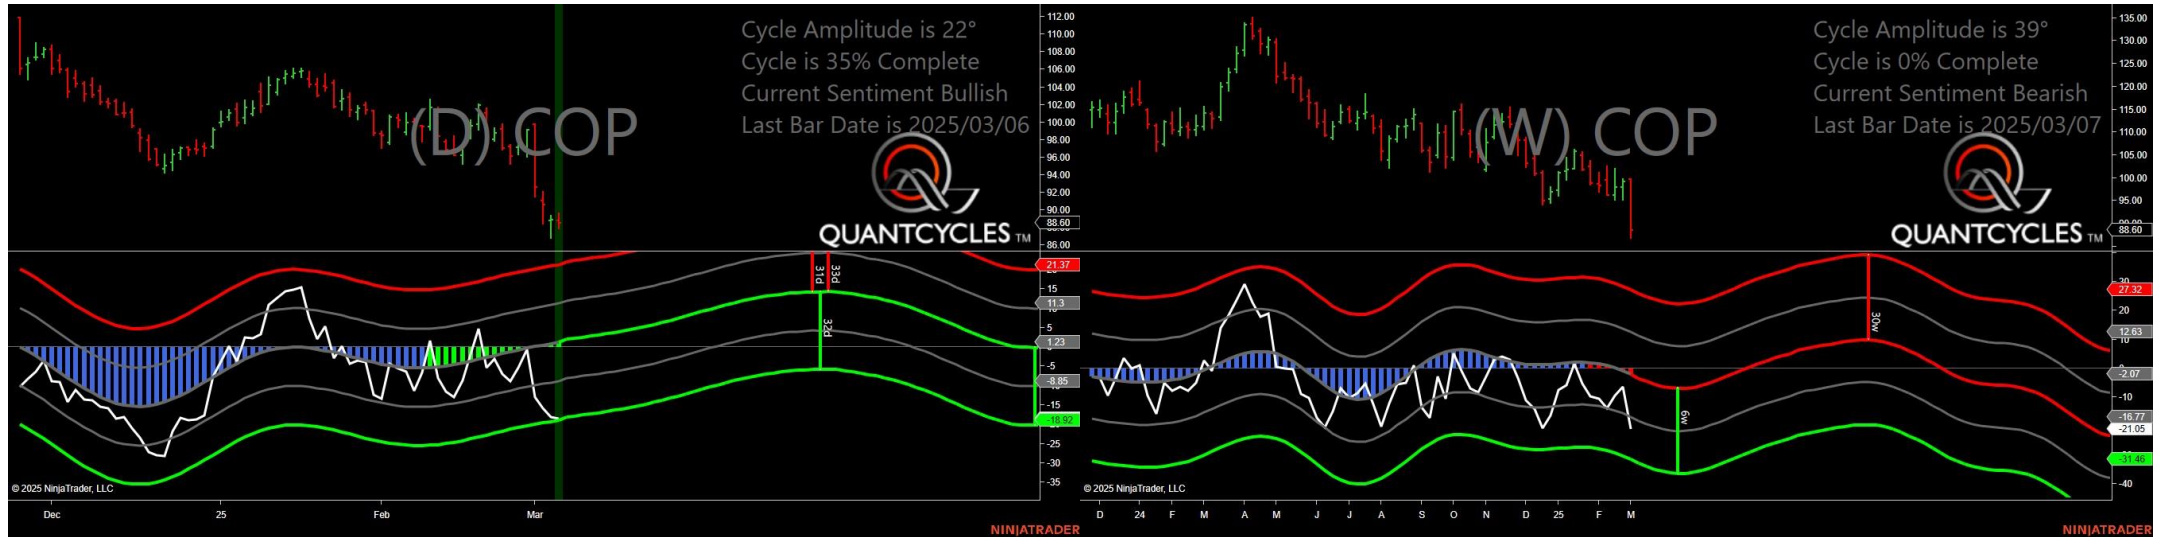 Cycle Amplitude is 22°
Cycle is 35% Complete
Current Sentiment Bullish
Last Bar Date is 2025/03/06
(D) COP
QUANTCYCLES TM
112.00
110.00
108.00
106.00
104.00
102.00
100.00
98.00
96.00
94.00
92.00
90.00
88.60
86.00
31d
33d
32d
21.37
15
11.3
5
1.23
-5
-8.85
-15
-18.92
-25
-30
-35
© 2025 NinjaTrader, LLC
Dec
25
Feb
Mar
NINJATRADER
Cycle Amplitude is 39°
Cycle is 0% Complete
Current Sentiment Bearish
Last Bar Date is 2025/03/07
(W) COP
QUANTCYCLES TM
135.00
130.00
125.00
120.00
115.00
110.00
105.00
100.00
95.00
88.60
30w
6w
27.32
20
12.63
10
-2.07
-10
-16.77
-21.05
-31.46
-40
© 2025 NinjaTrader, LLC
D
24
F
M
A
M
J
J
A
S
O
N
D
25
F
M
NINJATRADER